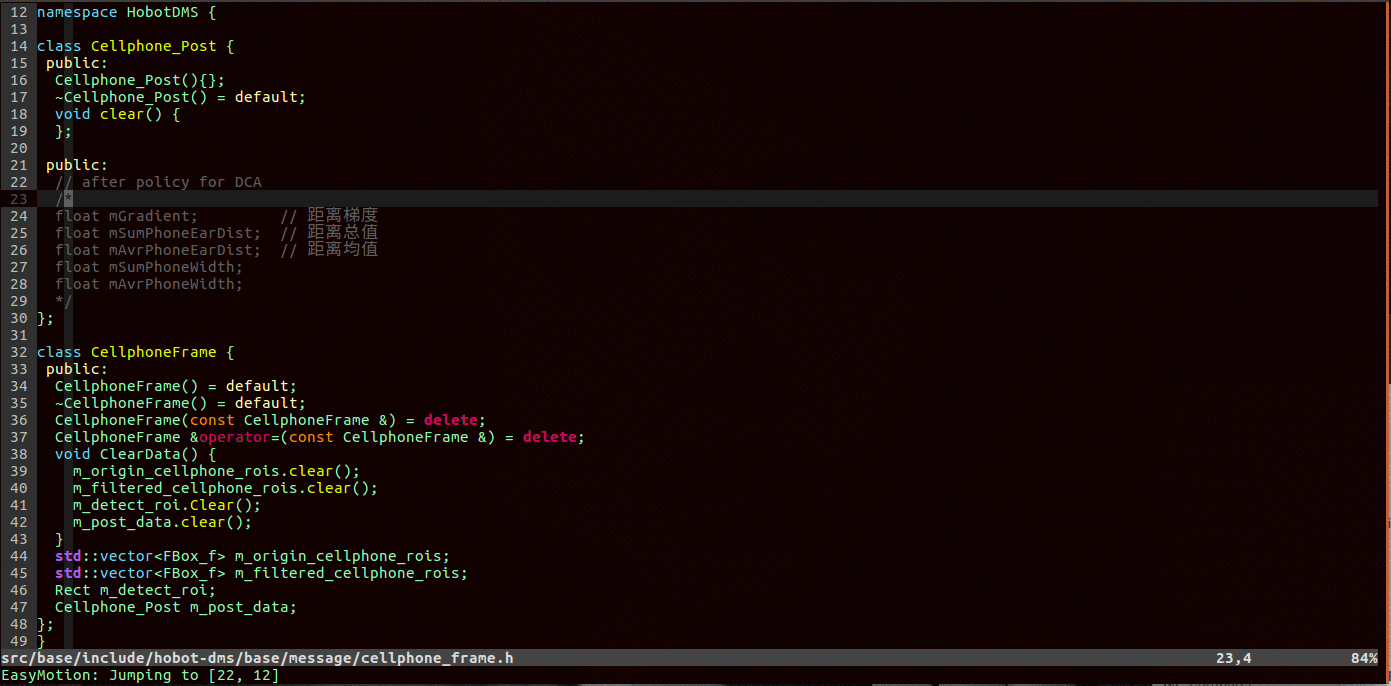 12 namespace HobotDMS {
13
14 class Cellphone_Post {
15  public:
16   Cellphone_Post(){};
17   ~Cellphone_Post() = default;
18   void clear() {
19   };
20
21  public:
22   // after policy for DCA
23   /*
24   float mGradient;         // 距离梯度
25   float mSumPhoneEarDist;  // 距离总值
26   float mAvrPhoneEarDist;  // 距离均值
27   float mSumPhoneWidth;
28   float mAvrPhoneWidth;
29   */
30 };
31
32 class CellphoneFrame {
33  public:
34   CellphoneFrame() = default;
35   ~CellphoneFrame() = default;
36   CellphoneFrame(const CellphoneFrame &) = delete;
37   CellphoneFrame &operator=(const CellphoneFrame &) = delete;
38   void ClearData() {
39     m_origin_cellphone_rois.clear();
40     m_filtered_cellphone_rois.clear();
41     m_detect_roi.Clear();
42     m_post_data.clear();
43   }
44   std::vector<FBox_f> m_origin_cellphone_rois;
45   std::vector<FBox_f> m_filtered_cellphone_rois;
46   Rect m_detect_roi;
47   Cellphone_Post m_post_data;
48 };
49 }
src/base/include/hobot-dms/base/message/cellphone_frame.h 23,4 84%
EasyMotion: Jumping to [22, 12]